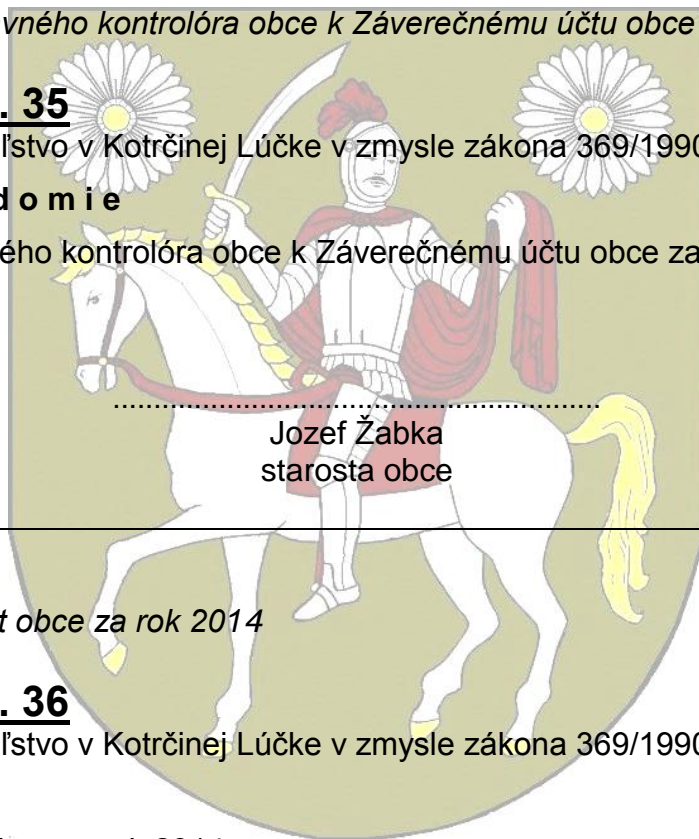 vného kontrolóra obce k Záverečnému účtu obce
. 35
ľstvo v Kotrčinej Lúčke v zmysle zákona 369/1990
d o m i e
ného kontrolóra obce k Záverečnému účtu obce za
............................................................
Jozef Žabka
starosta obce
t obce za rok 2014
. 36
ľstvo v Kotrčinej Lúčke v zmysle zákona 369/1990